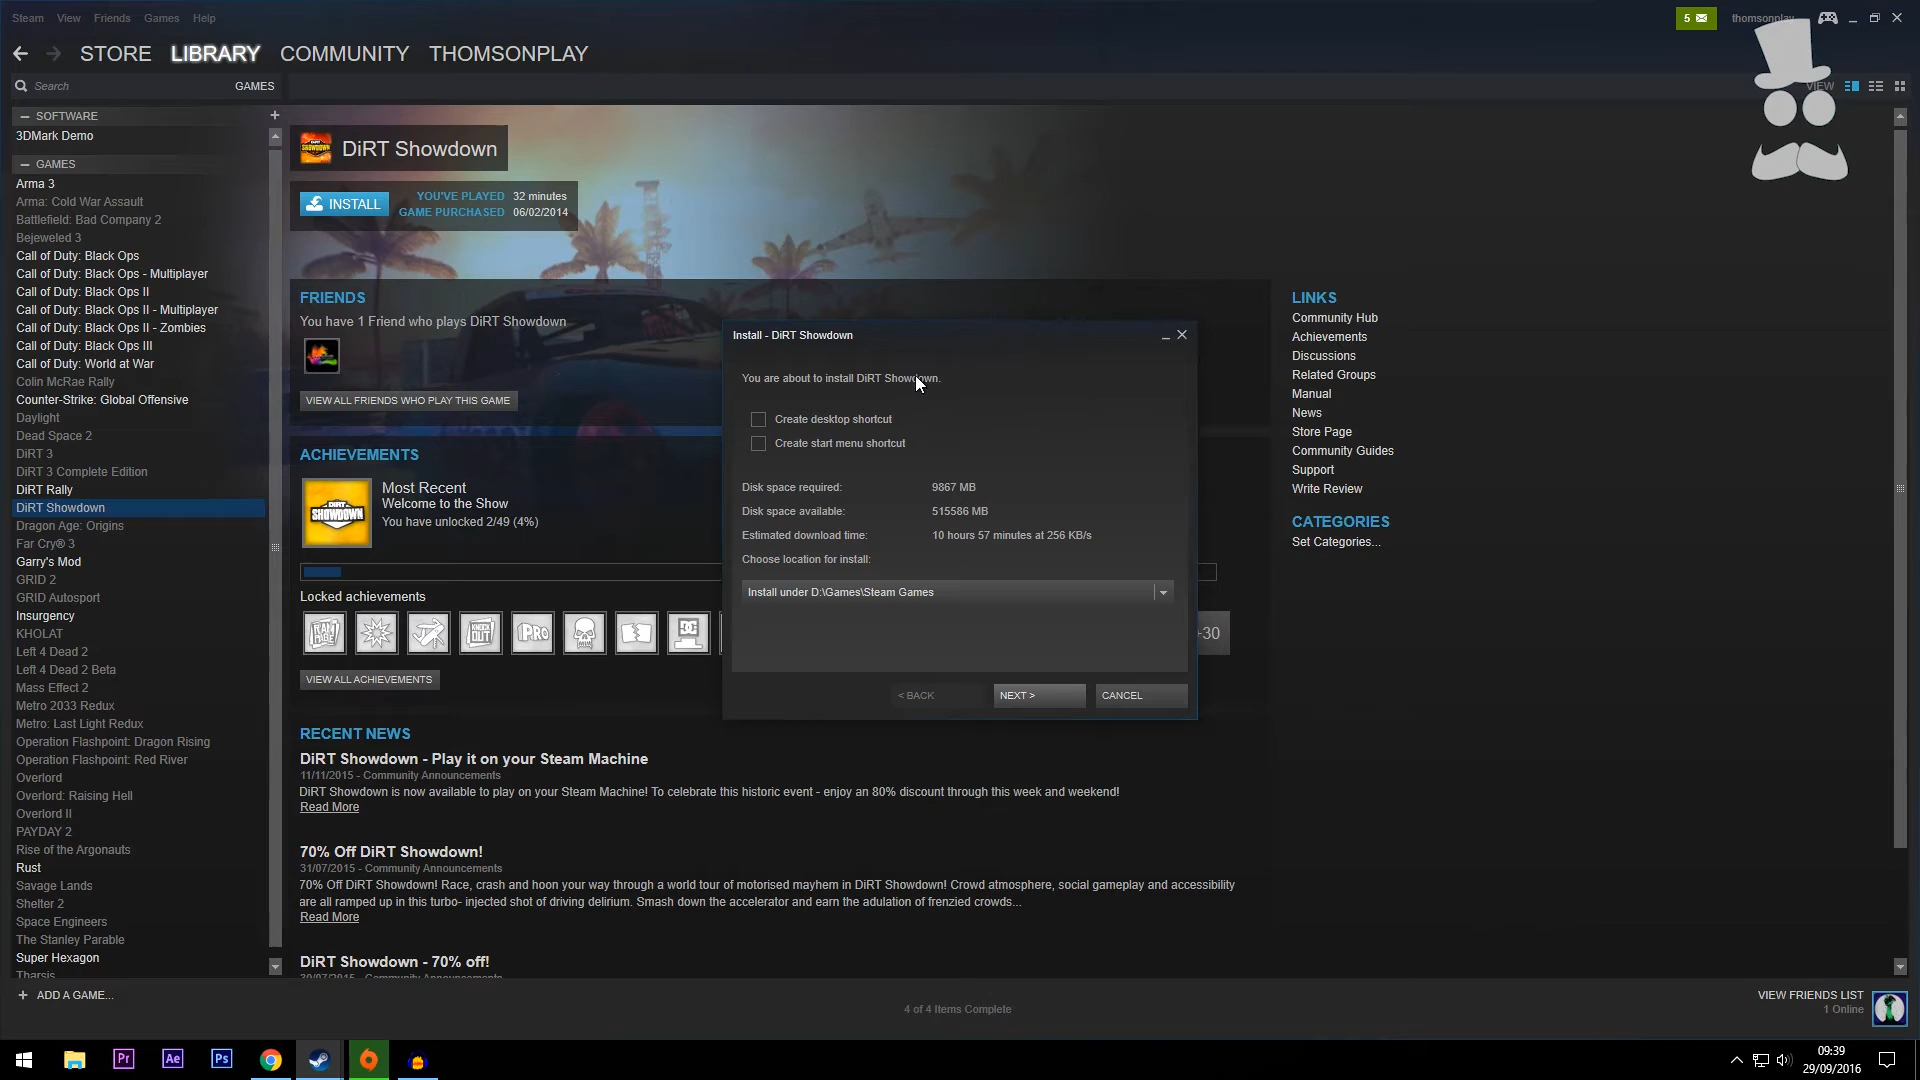 Steam View Friends Games Help
5
thomsonplay
STORE LIBRARY COMMUNITY THOMSONPLAY
Search
GAMES
VIEW
— SOFTWARE +
3DMark Demo
— GAMES
Arma 3
Arma: Cold War Assault
Battlefield: Bad Company 2
Bejeweled 3
Call of Duty: Black Ops
Call of Duty: Black Ops - Multiplayer
Call of Duty: Black Ops II
Call of Duty: Black Ops II - Multiplayer
Call of Duty: Black Ops II - Zombies
Call of Duty: Black Ops III
Call of Duty: World at War
Colin McRae Rally
Counter-Strike: Global Offensive
Daylight
Dead Space 2
DiRT 3
DiRT 3 Complete Edition
DiRT Rally
DiRT Showdown
Dragon Age: Origins
Far Cry® 3
Garry's Mod
GRID 2
GRID Autosport
Insurgency
KHOLAT
Left 4 Dead 2
Left 4 Dead 2 Beta
Mass Effect 2
Metro 2033 Redux
Metro: Last Light Redux
Operation Flashpoint: Dragon Rising
Operation Flashpoint: Red River
Overlord
Overlord: Raising Hell
Overlord II
PAYDAY 2
Rise of the Argonauts
Rust
Savage Lands
Shelter 2
Space Engineers
The Stanley Parable
Super Hexagon
Tharsis
+ ADD A GAME...
DiRT Showdown
INSTALL
YOU'VE PLAYED 32 minutes
GAME PURCHASED 06/02/2014
FRIENDS
You have 1 Friend who plays DiRT Showdown
VIEW ALL FRIENDS WHO PLAY THIS GAME
ACHIEVEMENTS
DiRT
SHOWDOWN
Most Recent
Welcome to the Show
You have unlocked 2/49 (4%)
Locked achievements
KNOCK OUT
PRO
DC
+30
VIEW ALL ACHIEVEMENTS
RECENT NEWS
DiRT Showdown - Play it on your Steam Machine
11/11/2015 - Community Announcements
DiRT Showdown is now available to play on your Steam Machine! To celebrate this historic event - enjoy an 80% discount through this week and weekend!
Read More
70% Off DiRT Showdown!
31/07/2015 - Community Announcements
70% Off DiRT Showdown! Race, crash and hoon your way through a world tour of motorised mayhem in DiRT Showdown! Crowd atmosphere, social gameplay and accessibility
are all ramped up in this turbo- injected shot of driving delirium. Smash down the accelerator and earn the adulation of frenzied crowds...
Read More
DiRT Showdown - 70% off!
30/07/2015 - Community Announcements
Install - DiRT Showdown
You are about to install DiRT Showdown.
Create desktop shortcut
Create start menu shortcut
Disk space required: 9867 MB
Disk space available: 515586 MB
Estimated download time: 10 hours 57 minutes at 256 KB/s
Choose location for install:
Install under D:\Games\Steam Games
< BACK NEXT > CANCEL
LINKS
Community Hub
Achievements
Discussions
Related Groups
Manual
News
Store Page
Community Guides
Support
Write Review
CATEGORIES
Set Categories...
4 of 4 Items Complete
VIEW FRIENDS LIST
1 Online
Pr Ae Ps
09:39
29/09/2016